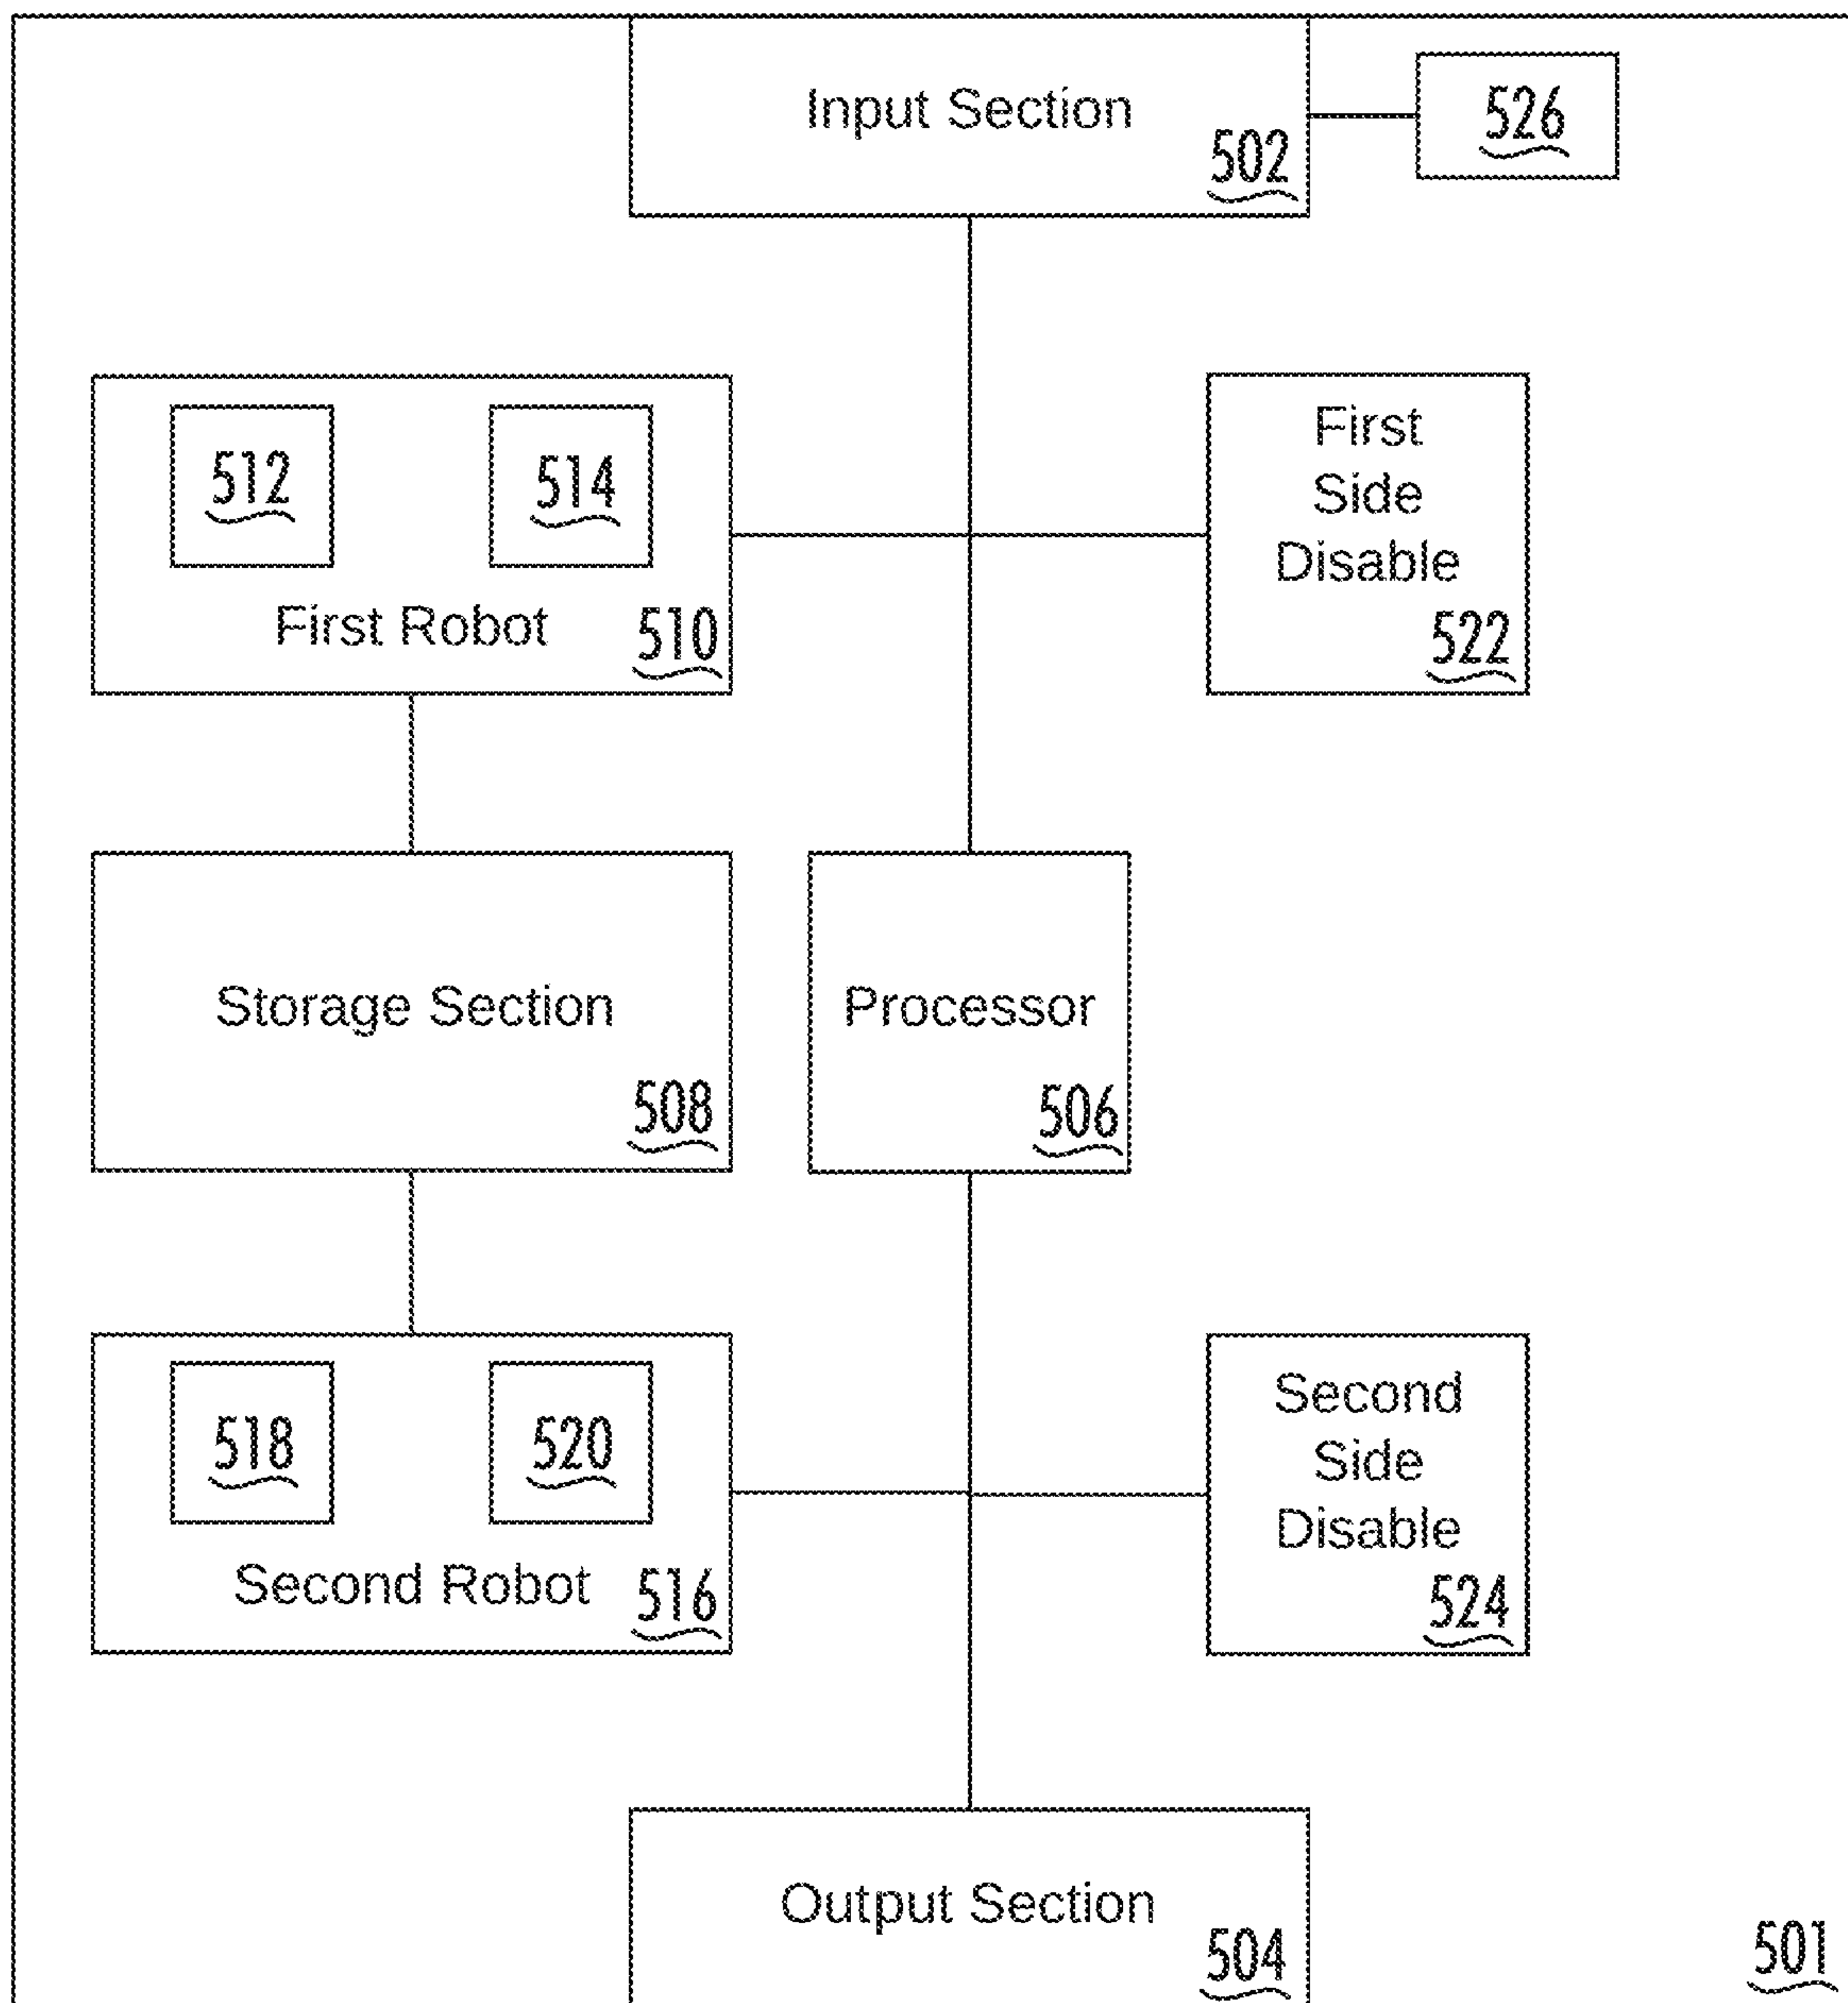 Input Section
502
526
512
514
First Robot
510
First
Side
Disable
522
Storage Section
508
Processor
506
518
520
Second Robot
516
Second
Side
Disable
524
Output Section
504
501